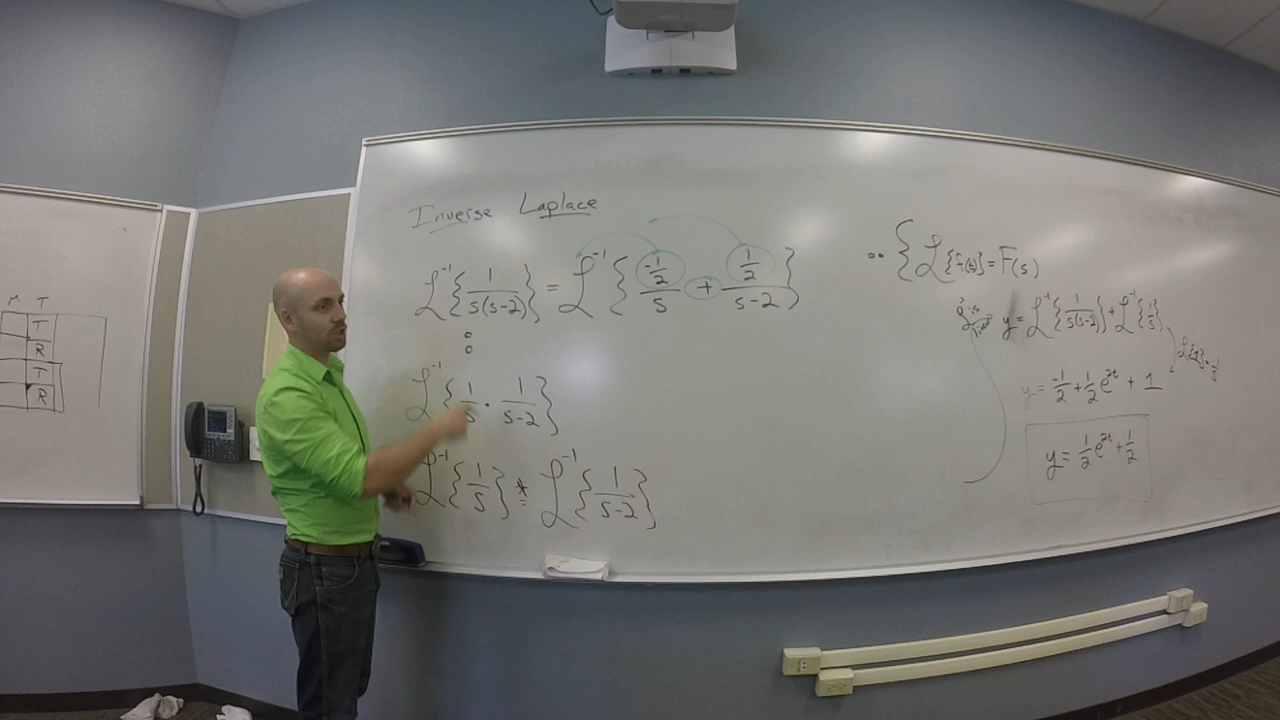 Inverse Laplace
ℒ⁻¹{1/(s(s-2))} = ℒ⁻¹{(-1/2)/s + (1/2)/(s-2)}
ℒ⁻¹{1/s · 1/(s-2)}
ℒ⁻¹{1/s} * ℒ⁻¹{1/(s-2)}
{ℒ{f(t)} = F(s)
y = ℒ⁻¹{1/(s(s-2))} + ℒ⁻¹{1/s}
y = -1/2 + 1/2 e^2t + 1
y = 1/2 e^2t + 1/2
M T
T
R
T
R